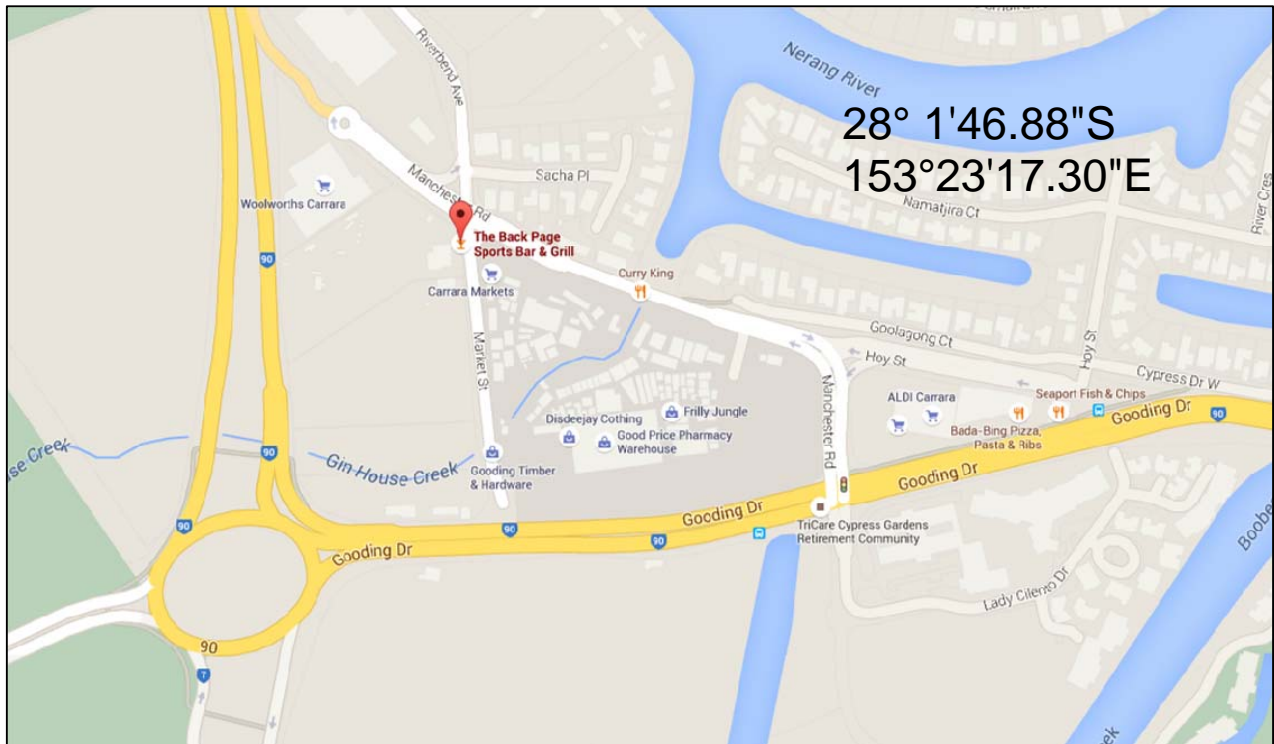 Riverbend Ave
Nerang River
28° 1'46.88"S
153°23'17.30"E
Sacha Pl
Manchester Rd
Woolworths Carrara
Namatjira Ct
River Cres
The Back Page
Sports Bar & Grill
90
Curry King
Carrara Markets
Goolagong Ct
Hoy St
Hoy St
Market St
Cypress Dr W
Manchester Rd
ALDI Carrara
Seaport Fish & Chips
Frilly Jungle
Disdeejay Cothing
Good Price Pharmacy
Warehouse
Bada-Bing Pizza,
Pasta & Ribs
Gooding Dr
90
90
se Creek
Gin House Creek
Gooding Timber
& Hardware
Gooding Dr
Gooding Dr
90
90
90
TriCare Cypress Gardens
Retirement Community
Gooding Dr
Boobe
Lady Cilento Dr
90
7
ek